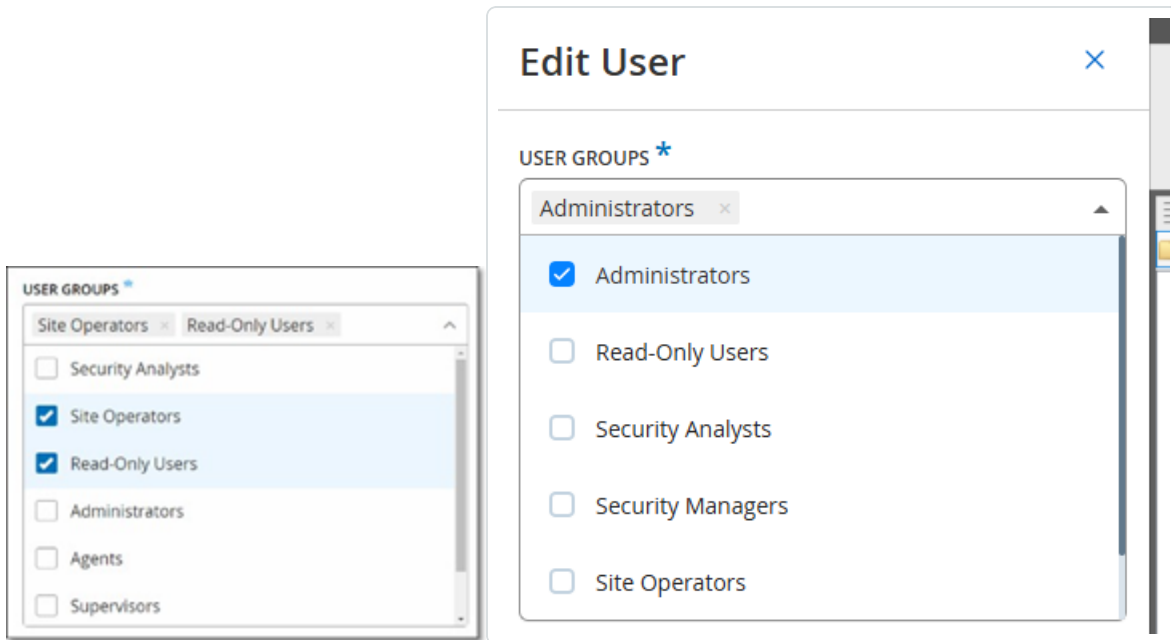 USER GROUPS *
Site Operators × Read-Only Users ×
Security Analysts
Site Operators
Read-Only Users
Administrators
Agents
Supervisors
Edit User
USER GROUPS *
Administrators ×
Administrators
Read-Only Users
Security Analysts
Security Managers
Site Operators